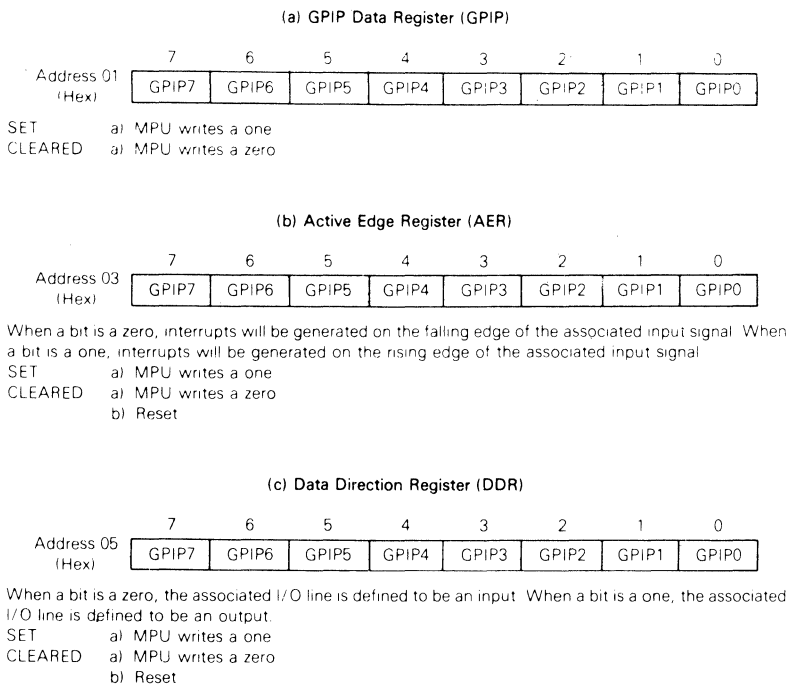 (a) GPIP Data Register (GPIP)
7 6 5 4 3 2 1 0
Address 01 GPIP7 GPIP6 GPIP5 GPIP4 GPIP3 GPIP2 GPIP1 GPIP0
(Hex)
SET a) MPU writes a one
CLEARED a) MPU writes a zero
(b) Active Edge Register (AER)
7 6 5 4 3 2 1 0
Address 03 GPIP7 GPIP6 GPIP5 GPIP4 GPIP3 GPIP2 GPIP1 GPIP0
(Hex)
When a bit is a zero, interrupts will be generated on the falling edge of the associated input signal When
a bit is a one, interrupts will be generated on the rising edge of the associated input signal
SET a) MPU writes a one
CLEARED a) MPU writes a zero
b) Reset
(c) Data Direction Register (DDR)
7 6 5 4 3 2 1 0
Address 05 GPIP7 GPIP6 GPIP5 GPIP4 GPIP3 GPIP2 GPIP1 GPIP0
(Hex)
When a bit is a zero, the associated I/O line is defined to be an input When a bit is a one, the associated
I/O line is defined to be an output.
SET a) MPU writes a one
CLEARED a) MPU writes a zero
b) Reset